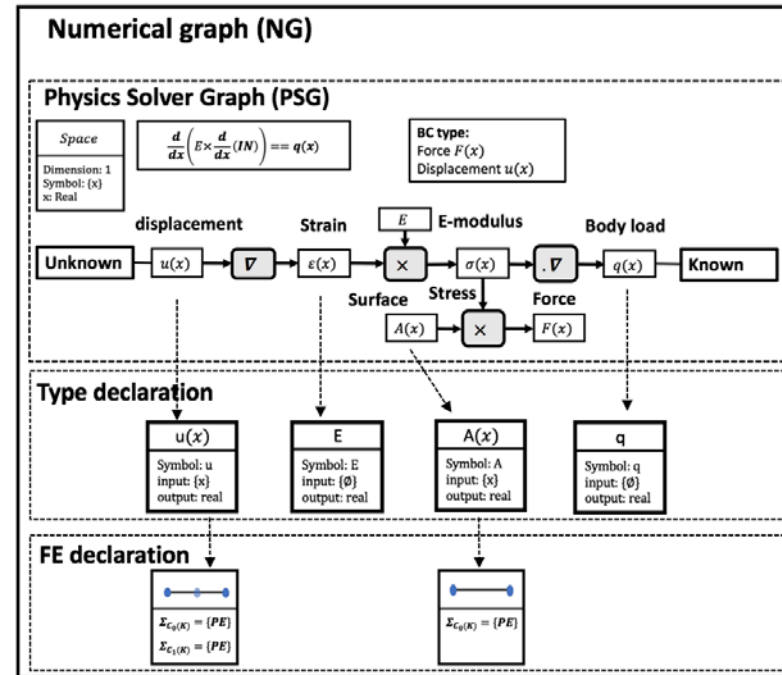 Numerical graph (NG)
Physics Solver Graph (PSG)
Space
Dimension: 1
Symbol: {x}
x: Real
d/dx(E×d/dx(IN)) == q(x)
BC type:
Force F(x)
Displacement u(x)
displacement
Strain
E
E-modulus
Body load
Unknown
u(x)
∇
ε(x)
×
σ(x)
.∇
q(x)
Known
Surface
Stress
Force
A(x)
×
F(x)
Type declaration
u(x)
Symbol: u
input: {x}
output: real
E
Symbol: E
input: {∅}
output: real
A(x)
Symbol: A
input: {x}
output: real
q
Symbol: q
input: {∅}
output: real
FE declaration
Σ_{C₀(K)} = {PE}
Σ_{C₁(K)} = {PE}
Σ_{C₀(K)} = {PE}